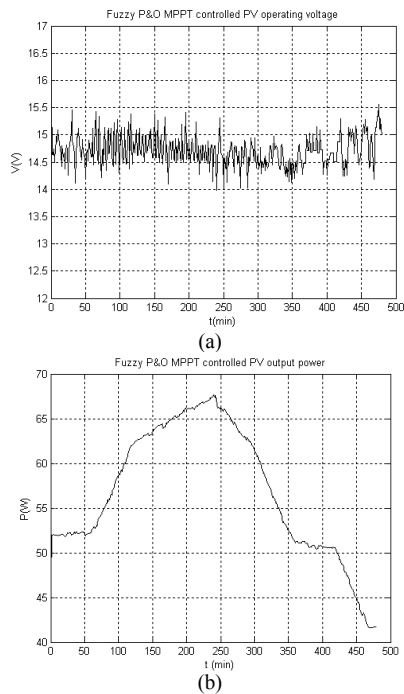 Fuzzy P&O MPPT controlled PV operating voltage
17
16.5
16
15.5
15
14.5
14
13.5
13
12.5
12
V(V)
0 50 100 150 200 250 300 350 400 450 500
t(min)
(a)
Fuzzy P&O MPPT controlled PV output power
70
65
60
55
50
45
40
P(W)
0 50 100 150 200 250 300 350 400 450 500
t (min)
(b)